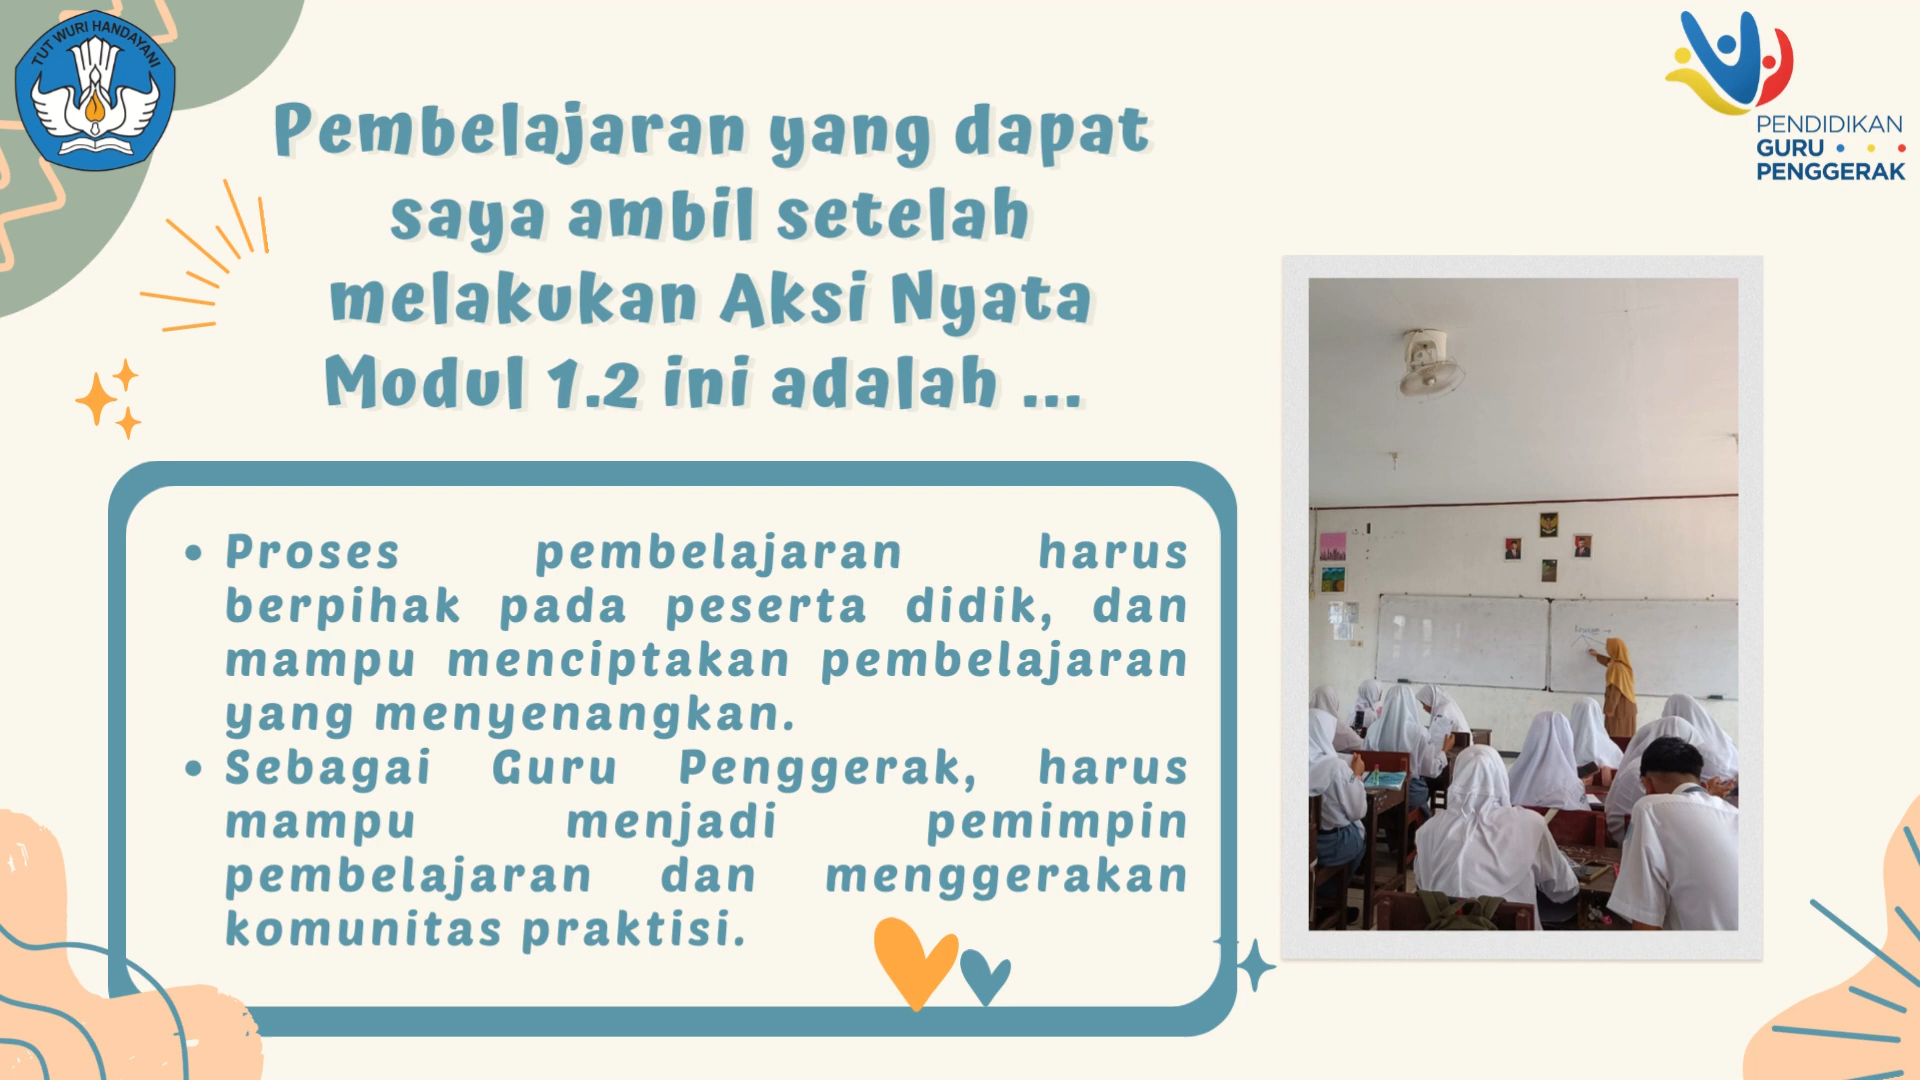 TUT WURI HANDAYANI
PENDIDIKAN
GURU
PENGGERAK
Pembelajaran yang dapat
saya ambil setelah
melakukan Aksi Nyata
Modul 1.2 ini adalah ...
• Proses pembelajaran harus
berpihak pada peserta didik, dan
mampu menciptakan pembelajaran
yang menyenangkan.
• Sebagai Guru Penggerak, harus
mampu menjadi pemimpin
pembelajaran dan menggerakan
komunitas praktisi.